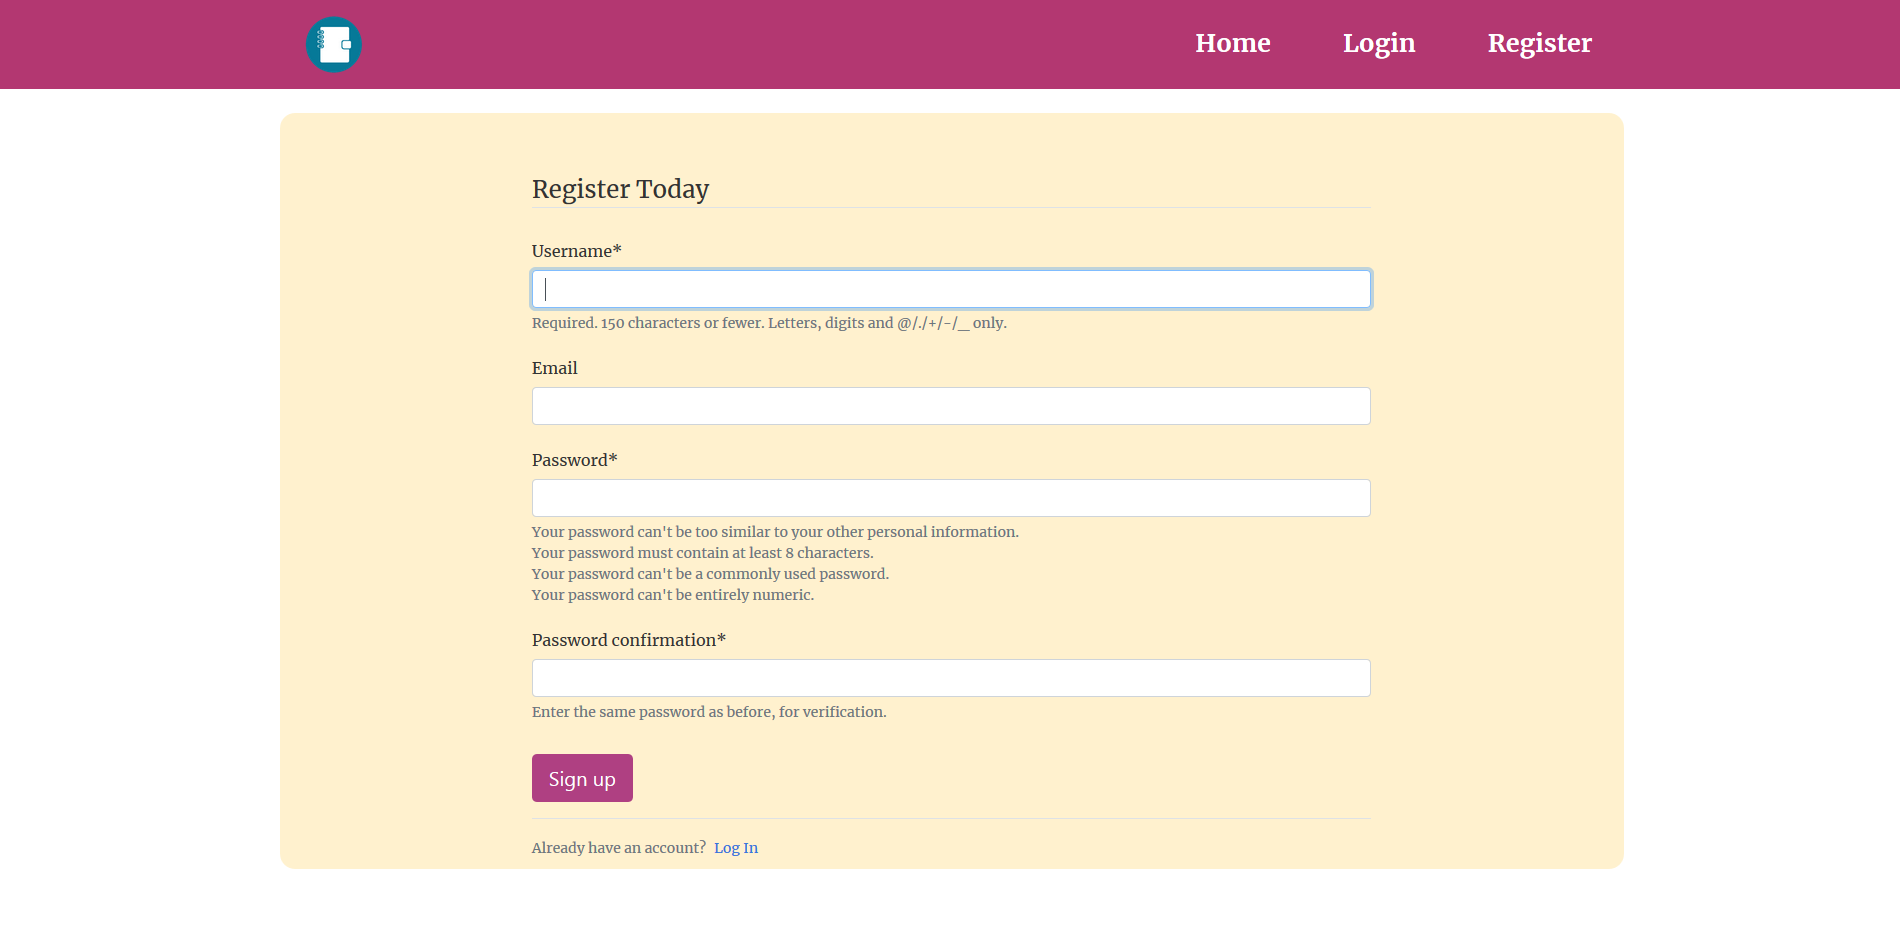 Home Login Register
Register Today
Username*
Required. 150 characters or fewer. Letters, digits and @/./+/-/_ only.
Email
Password*
Your password can't be too similar to your other personal information.
Your password must contain at least 8 characters.
Your password can't be a commonly used password.
Your password can't be entirely numeric.
Password confirmation*
Enter the same password as before, for verification.
Sign up
Already have an account? Log In